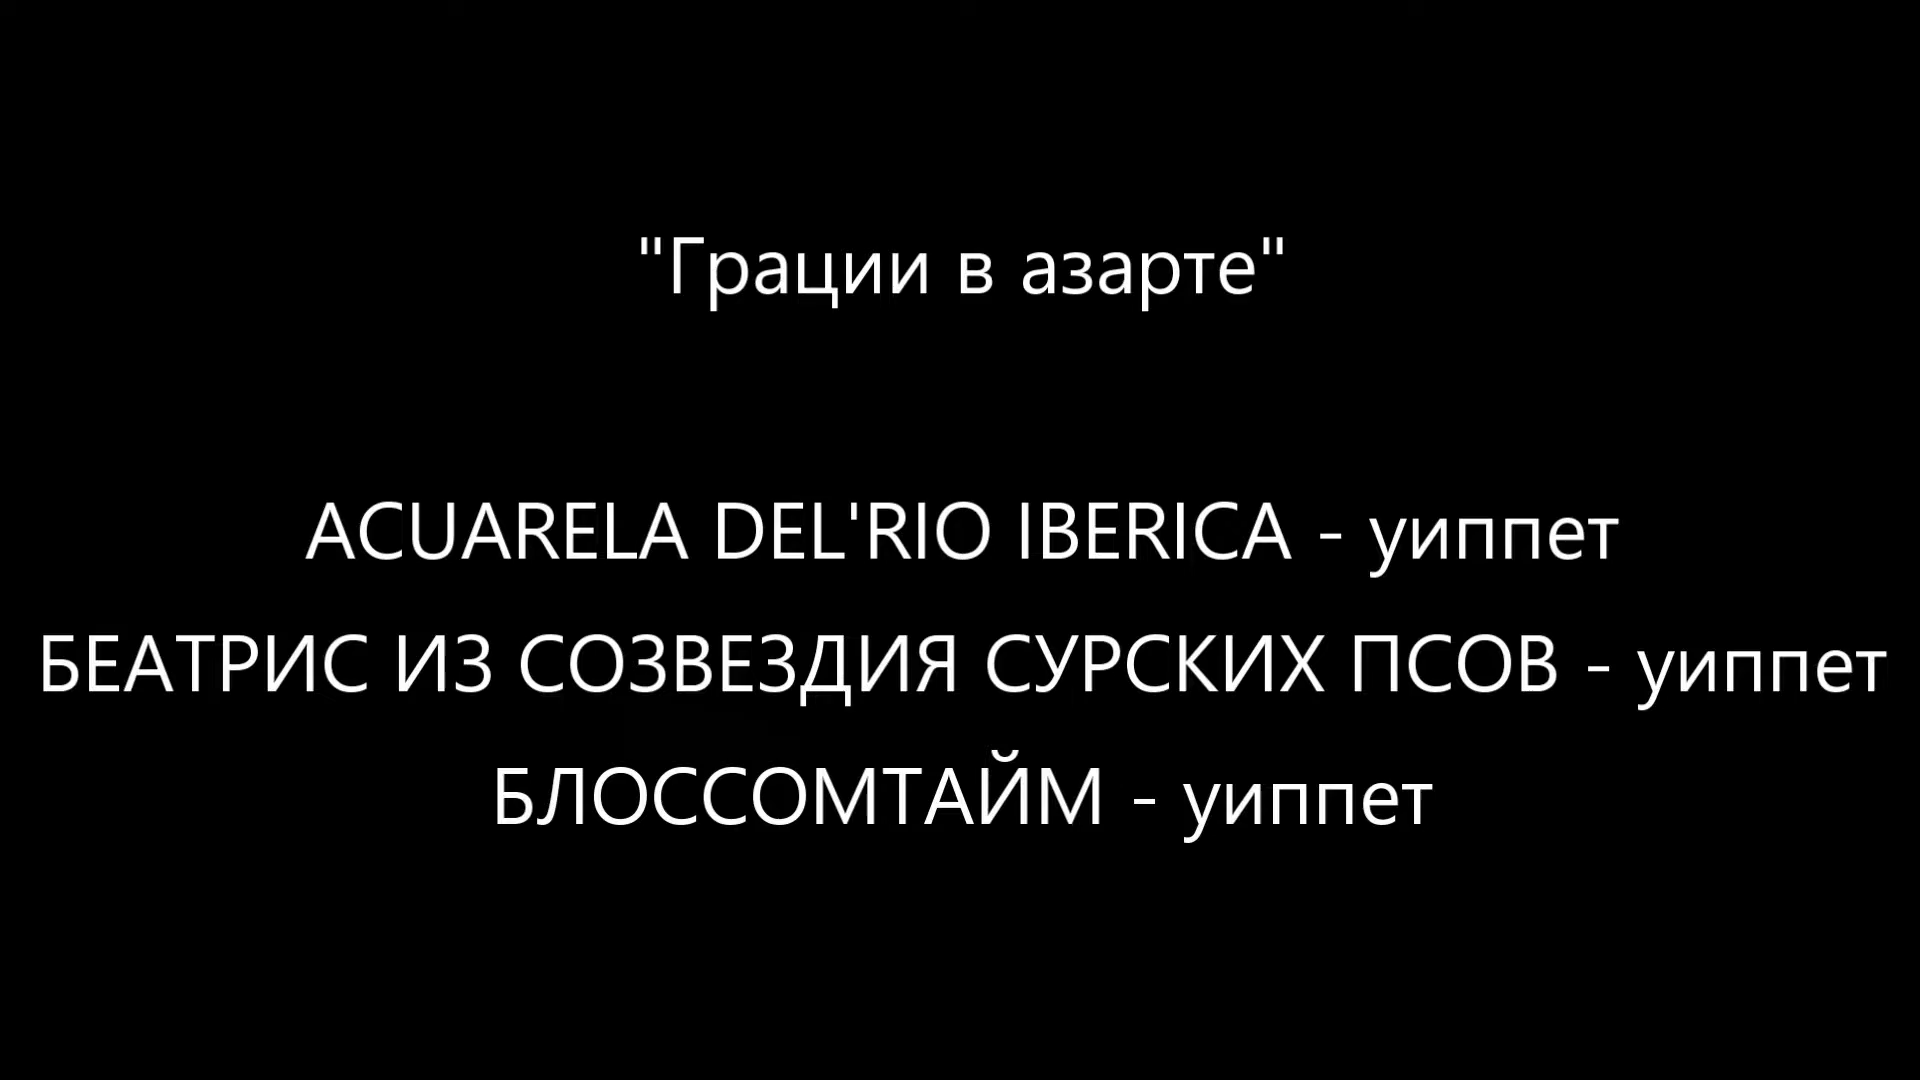 "Грации в азарте"
ACUARELA DEL'RIO IBERICA - уиппет
БЕАТРИС ИЗ СОЗВЕЗДИЯ СУРСКИХ ПСОВ - уиппет
БЛОССОМТАЙМ - уиппет